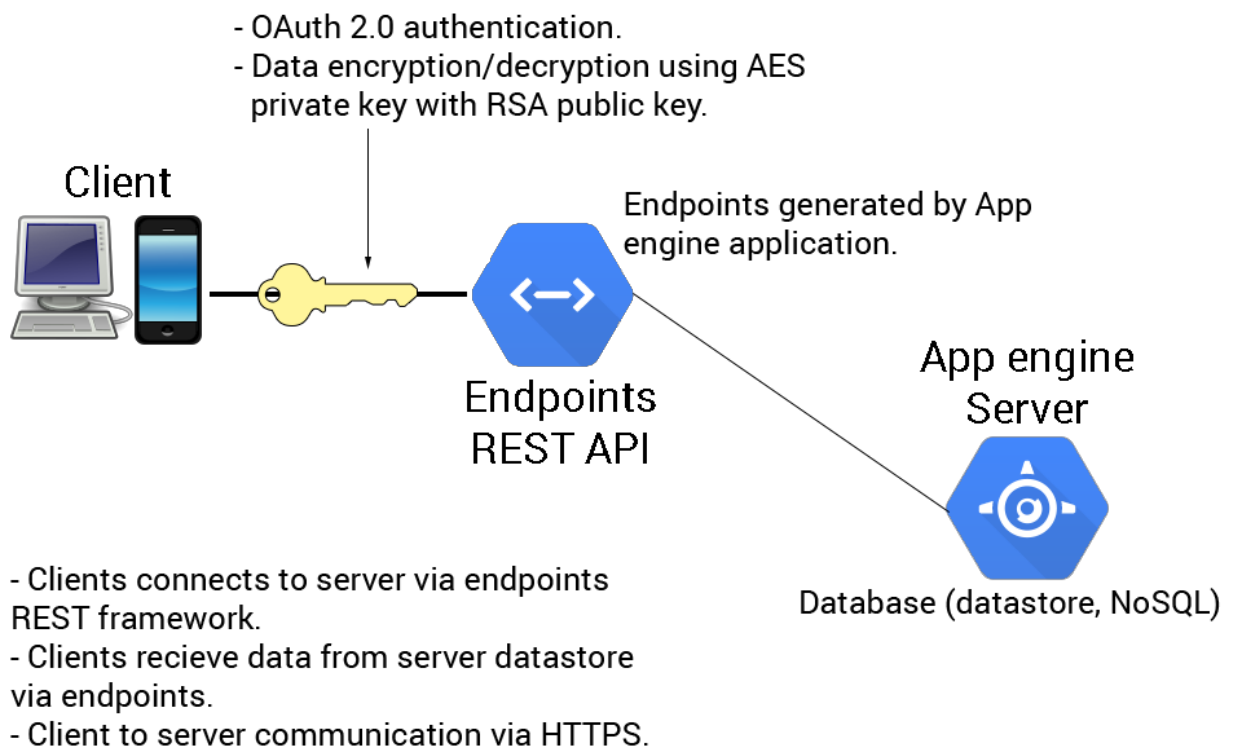 - OAuth 2.0 authentication.
- Data encryption/decryption using AES
private key with RSA public key.
Client
Endpoints generated by App
engine application.
Endpoints
REST API
App engine
Server
Database (datastore, NoSQL)
- Clients connects to server via endpoints
REST framework.
- Clients recieve data from server datastore
via endpoints.
- Client to server communication via HTTPS.